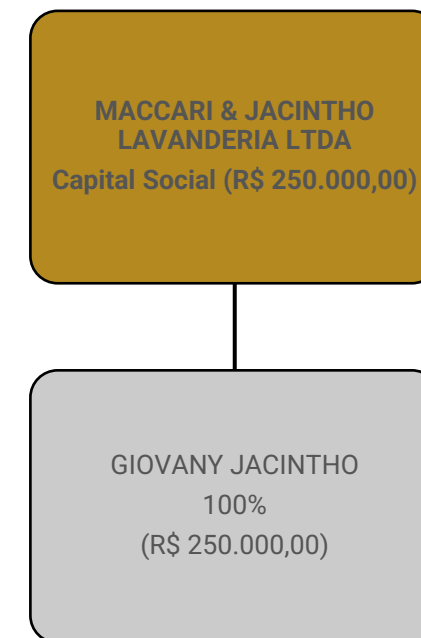 MACCARI & JACINTHO
LAVANDERIA LTDA
Capital Social (R$ 250.000,00)
GIOVANY JACINTHO
100%
(R$ 250.000,00)